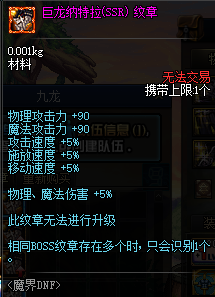 巨龙纳特拉(SSR) 纹章
0.001kg
材料
无法交易
携带上限1个
物理攻击力 +90
魔法攻击力 +90
攻击速度 +5%
施放速度 +5%
移动速度 +5%
物理、魔法伤害 +5%
此纹章无法进行升级
相同BOSS纹章存在多个时，只会识别1个
。
<魔界DNF>